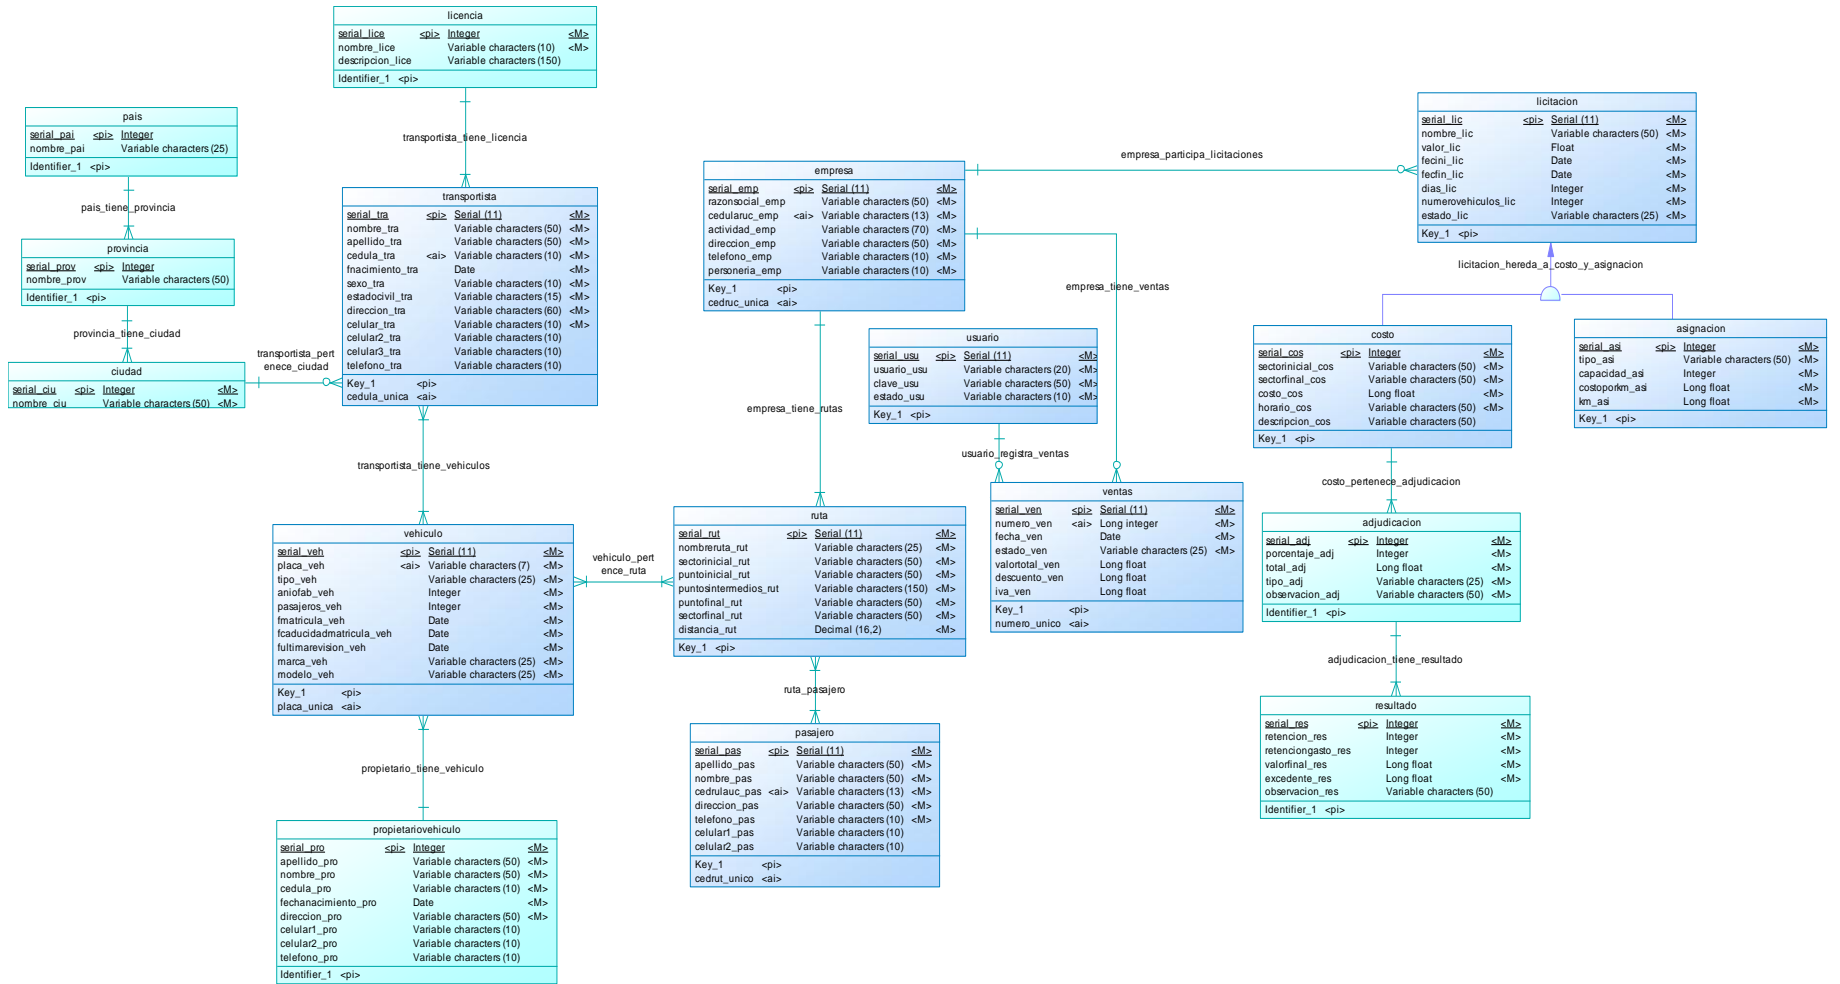 licencia
serial_lice <pi> Integer <M>
nombre_lice Variable characters (10) <M>
descripcion_lice Variable characters (150)
Identifier_1 <pi>
transportista_tiene_licencia
pais
serial_pai <pi> Integer
nombre_pai Variable characters (25)
Identifier_1 <pi>
pais_tiene_provincia
provincia
serial_prov <pi> Integer
nombre_prov Variable characters (50)
Identifier_1 <pi>
provincia_tiene_ciudad
ciudad
serial_ciu <pi> Integer <M>
nombre_ciu Variable characters (50) <M>
transportista_pert
enece_ciudad
transportista
serial_tra <pi> Serial (11) <M>
nombre_tra Variable characters (50) <M>
apellido_tra Variable characters (50) <M>
cedula_tra <ai> Variable characters (10) <M>
fnacimiento_tra Date <M>
sexo_tra Variable characters (10) <M>
estadocivil_tra Variable characters (15) <M>
direccion_tra Variable characters (60) <M>
celular_tra Variable characters (10) <M>
celular2_tra Variable characters (10)
celular3_tra Variable characters (10)
telefono_tra Variable characters (10)
Key_1 <pi>
cedula_unica <ai>
transportista_tiene_vehiculos
vehiculo
serial_veh <pi> Serial (11) <M>
placa_veh <ai> Variable characters (7) <M>
tipo_veh Variable characters (25) <M>
aniofab_veh Integer <M>
pasajeros_veh Integer <M>
fmatricula_veh Date <M>
fcaducidadmatricula_veh Date <M>
fultimarevision_veh Date <M>
marca_veh Variable characters (25) <M>
modelo_veh Variable characters (25) <M>
Key_1 <pi>
placa_unica <ai>
propietario_tiene_vehiculo
propietariovehiculo
serial_pro <pi> Integer <M>
apellido_pro Variable characters (50) <M>
nombre_pro Variable characters (50) <M>
cedula_pro Variable characters (10) <M>
fechanacimiento_pro Date <M>
direccion_pro Variable characters (50) <M>
celular1_pro Variable characters (10)
celular2_pro Variable characters (10)
telefono_pro Variable characters (10)
Identifier_1 <pi>
vehiculo_pert
ence_ruta
empresa
serial_emp <pi> Serial (11) <M>
razonsocial_emp Variable characters (50) <M>
cedularuc_emp <ai> Variable characters (13) <M>
actividad_emp Variable characters (70) <M>
direccion_emp Variable characters (50) <M>
telefono_emp Variable characters (10) <M>
personeria_emp Variable characters (10) <M>
Key_1 <pi>
cedruc_unica <ai>
empresa_participa_licitaciones
empresa_tiene_ventas
empresa_tiene_rutas
usuario
serial_usu <pi> Serial (11) <M>
usuario_usu Variable characters (20) <M>
clave_usu Variable characters (50) <M>
estado_usu Variable characters (10) <M>
Key_1 <pi>
usuario_registra_ventas
ventas
serial_ven <pi> Serial (11) <M>
numero_ven <ai> Long integer <M>
fecha_ven Date <M>
estado_ven Variable characters (25) <M>
valortotal_ven Long float
descuento_ven Long float
iva_ven Long float
Key_1 <pi>
numero_unico <ai>
ruta
serial_rut <pi> Serial (11) <M>
nombreruta_rut Variable characters (25) <M>
sectorinicial_rut Variable characters (50) <M>
puntoinicial_rut Variable characters (50) <M>
puntosintermedios_rut Variable characters (150) <M>
puntofinal_rut Variable characters (50) <M>
sectorfinal_rut Variable characters (50) <M>
distancia_rut Decimal (16,2) <M>
Key_1 <pi>
ruta_pasajero
pasajero
serial_pas <pi> Serial (11) <M>
apellido_pas Variable characters (50) <M>
nombre_pas Variable characters (50) <M>
cedrulauc_pas <ai> Variable characters (13) <M>
direccion_pas Variable characters (50) <M>
telefono_pas Variable characters (10) <M>
celular1_pas Variable characters (10)
celular2_pas Variable characters (10)
Key_1 <pi>
cedrut_unico <ai>
licitacion
serial_lic <pi> Serial (11) <M>
nombre_lic Variable characters (50) <M>
valor_lic Float <M>
fecini_lic Date <M>
fecfin_lic Date <M>
dias_lic Integer <M>
numerovehiculos_lic Integer <M>
estado_lic Variable characters (25) <M>
Key_1 <pi>
licitacion_hereda_a_costo_y_asignacion
costo
serial_cos <pi> Integer <M>
sectorinicial_cos Variable characters (50) <M>
sectorfinal_cos Variable characters (50) <M>
costo_cos Long float <M>
horario_cos Variable characters (50) <M>
descripcion_cos Variable characters (50)
Key_1 <pi>
asignacion
serial_asi <pi> Integer <M>
tipo_asi Variable characters (50) <M>
capacidad_asi Integer <M>
costoporkm_asi Long float <M>
km_asi Long float <M>
Key_1 <pi>
costo_pertenece_adjudicacion
adjudicacion
serial_adj <pi> Integer <M>
porcentaje_adj Integer <M>
total_adj Long float <M>
tipo_adj Variable characters (25) <M>
observacion_adj Variable characters (50) <M>
Identifier_1 <pi>
adjudicacion_tiene_resultado
resultado
serial_res <pi> Integer <M>
retencion_res Integer <M>
retenciongasto_res Integer <M>
valorfinal_res Long float <M>
excedente_res Long float <M>
observacion_res Variable characters (50)
Identifier_1 <pi>